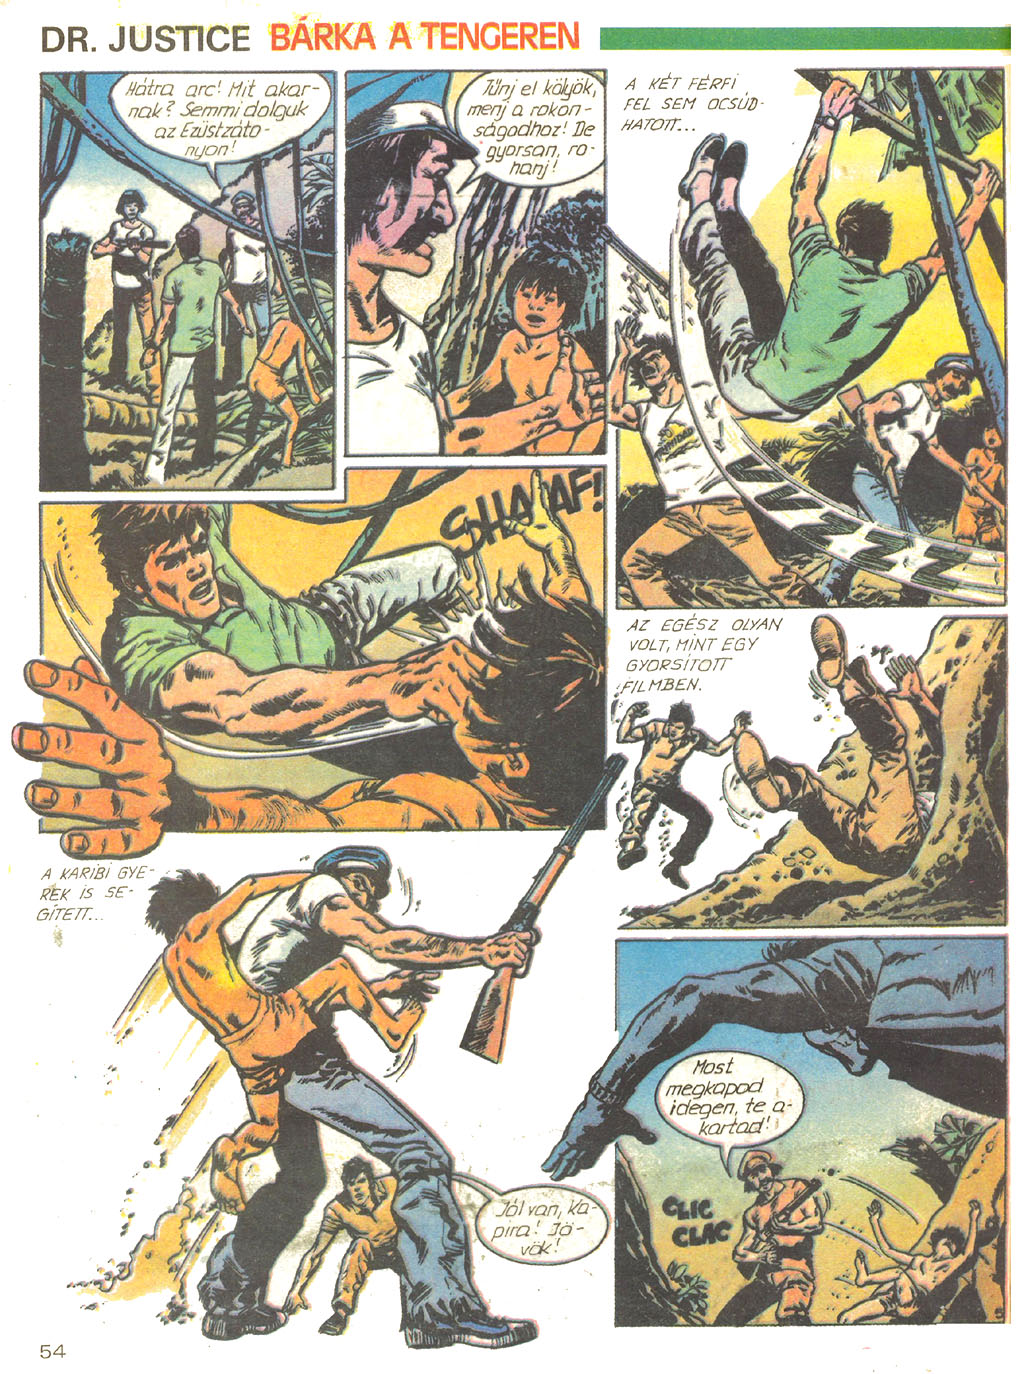 DR. JUSTICE BÁRKA A TENGEREN
Hátra arc! Mit akar-
nak? Semmi dolguk
az Ezüstzáto-
nyon!
Tűnj el kölyök,
menj a rokon-
ságodhoz! De
gyorsan, ro-
hanj!
A KÉT FÉRFI
FEL SEM OCSÚD-
HATOTT...
SHAAAF!
AZ EGÉSZ OLYAN
VOLT, MINT EGY
GYORSÍTOTT
FILMBEN.
A KARIBI GYE-
REK IS SE-
GÍTETT...
Jól van, Ka-
pira! Jö-
vök!
Most
megkapod
idegen, te a-
kartad!
CLIC
CLAC
54